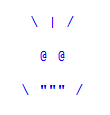 \ | /
@ @
\ """ /